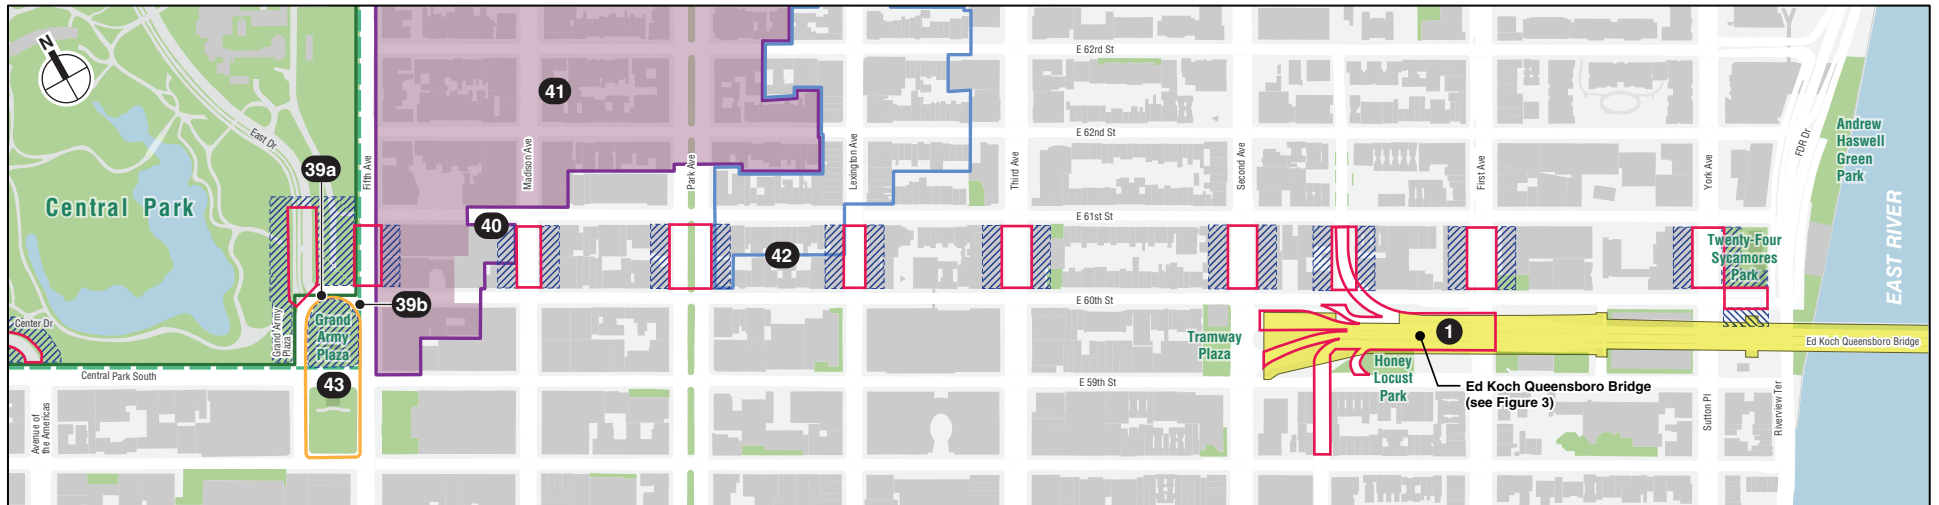 N
E 62rd St
41
Andrew
Haswell
Green
Park
FDR Dr
East Dr
E 62nd St
39a
Fifth Ave
Madison Ave
Park Ave
Lexington Ave
Third Ave
Second Ave
First Ave
York Ave
Central Park
E 61st St
40
42
Twenty-Four
Sycamores
Park
EAST RIVER
39b
E 60th St
Center Dr
Grand Army
Plaza
Grand
Army
Plaza
Tramway
Plaza
1
Ed Koch Queensboro Bridge
Honey
Locust
Park
Central Park South
43
E 59th St
Ed Koch Queensboro Bridge
(see Figure 3)
Avenue of
the Americas
Sutton Pl
Riverview Ter